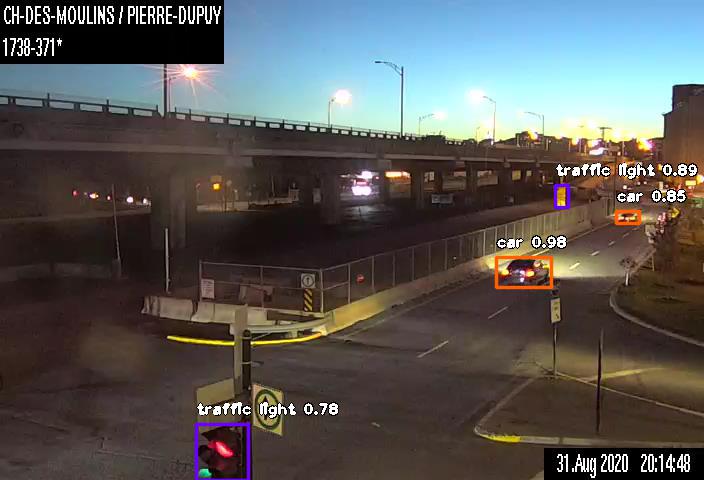 CH-DES-MOULINS / PIERRE-DUPUY
1738-371*
traffic light 0.89
car 0.85
car 0.98
traffic light 0.78
31.Aug 2020 20:14:48